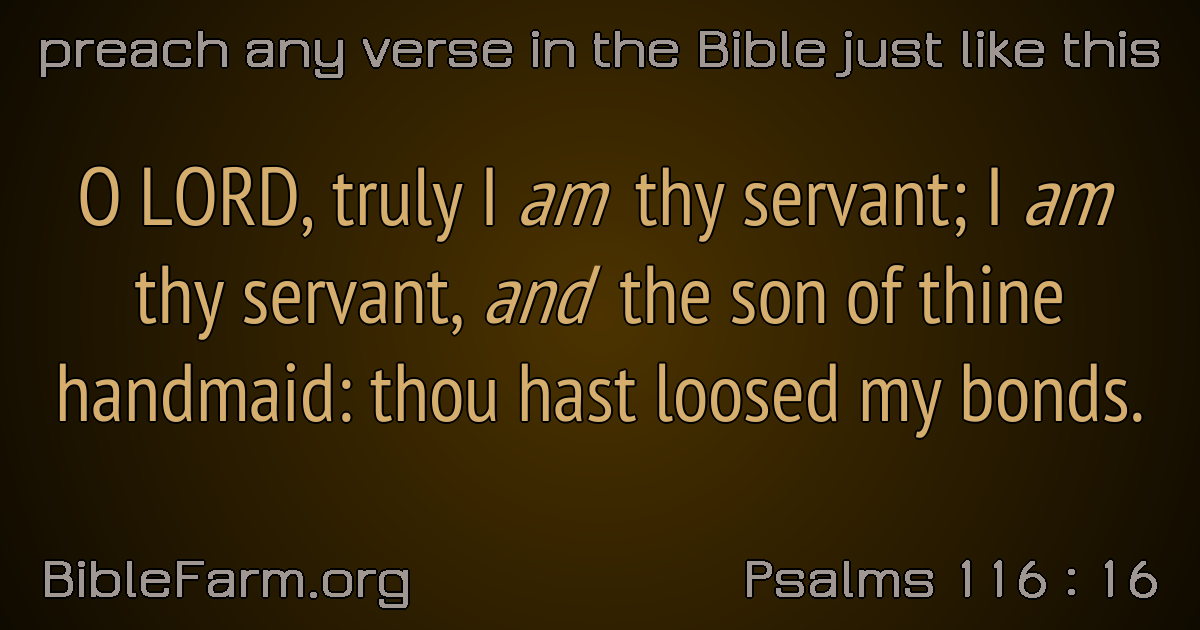 preach any verse in the Bible just like this
O LORD, truly I am thy servant; I am
thy servant, and the son of thine
handmaid: thou hast loosed my bonds.
BibleFarm.org
Psalms 116 : 16